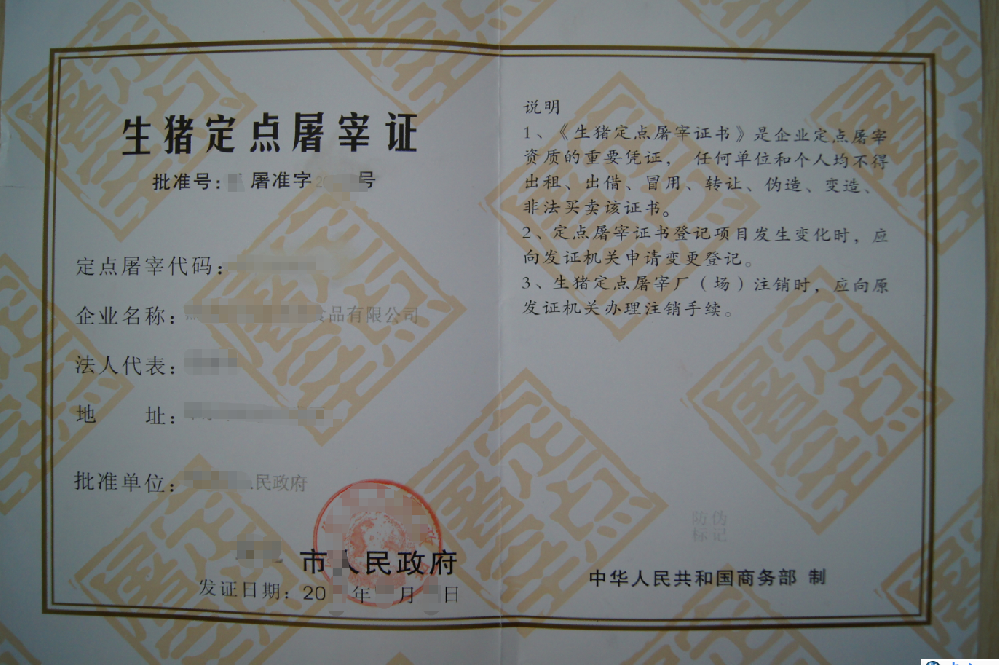 生猪定点屠宰证
批准号：屠准字号
定点屠宰代码：
企业名称：食品有限公司
法人代表：
地 址：
批准单位：人民政府
市人民政府
发证日期：20 年 月 日
说明
1、《生猪定点屠宰证书》是企业定点屠宰
资质的重要凭证， 任何单位和个人均不得
出租、出借、冒用、转让、伪造、变造、
非法买卖该证书。
2、定点屠宰证书登记项目发生变化时，应
向发证机关申请变更登记。
3、生猪定点屠宰厂（场）注销时，应向原
发证机关办理注销手续。
防伪
标记
中华人民共和国商务部 制